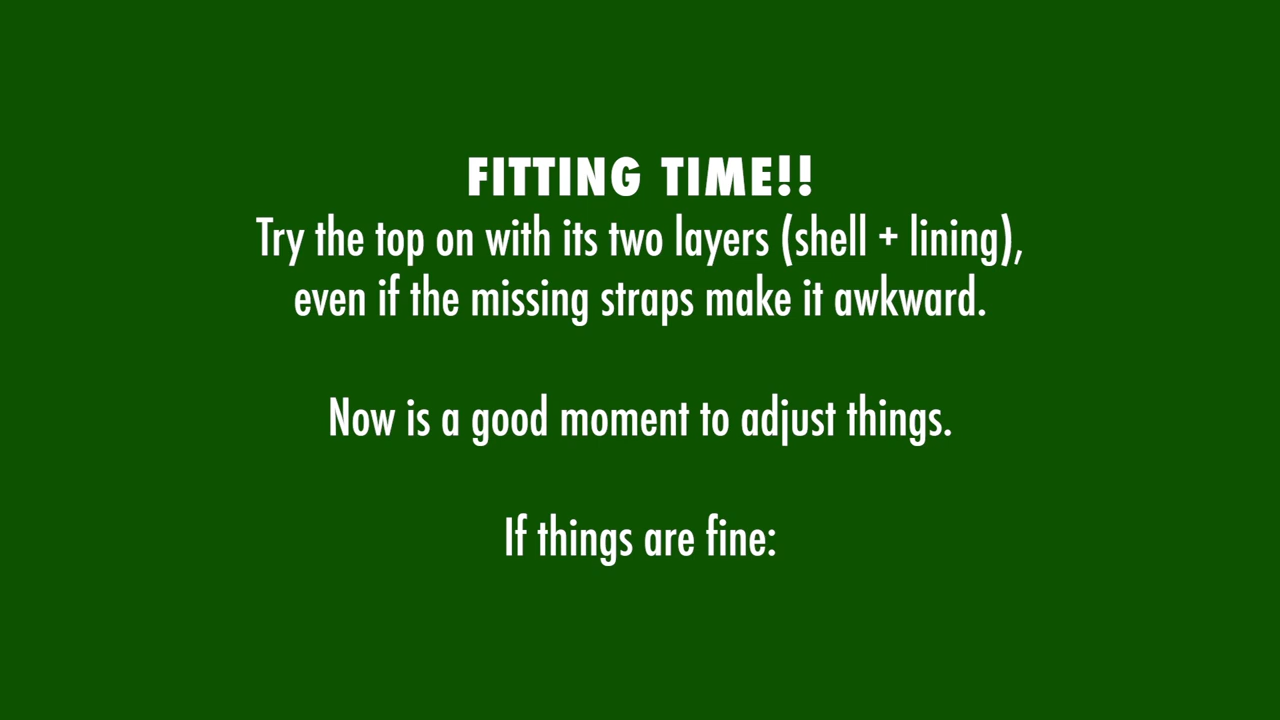 FITTING TIME!!
Try the top on with its two layers (shell + lining),
even if the missing straps make it awkward.
Now is a good moment to adjust things.
If things are fine: